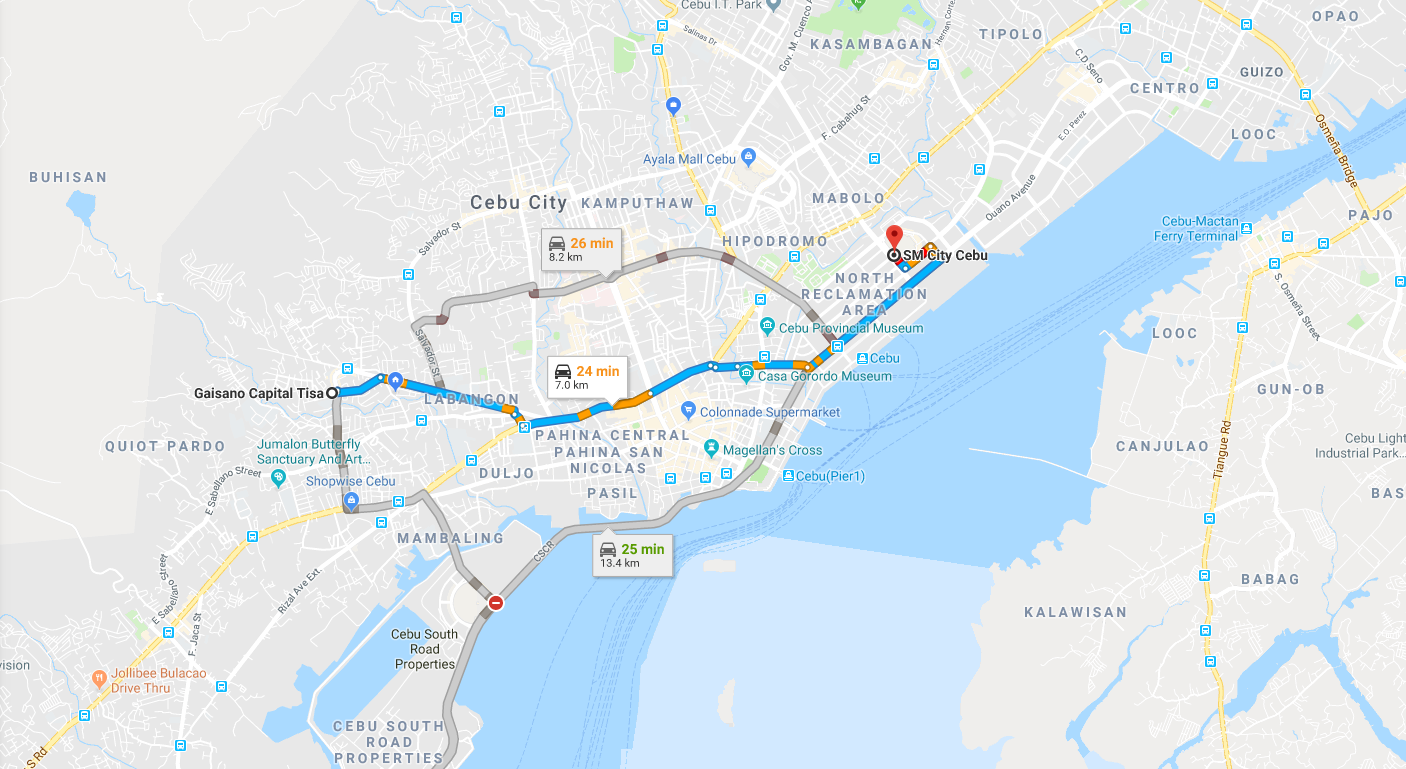 Cebu I.T. Park
OPAO
Salinas Dr
Gov. M. Cuenco A
KASAMBAGAN
Hernan Cortes
TIPOLO
C.D Seno
GUIZO
CENTRO
F. Cabahug St
E.O. Perez
LOOC
Osmeña Bridge
Ayala Mall Cebu
BUHISAN
Cebu City
KAMPUTHAW
MABOLO
Ouano Avenue
PAJO
Cebu-Mactan
Ferry Terminal
Salvador St
26 min
8.2 km
HIPODROMO
SM City Cebu
NORTH
RECLAMATION
AREA
S. Osmeña Street
Cebu Provincial Museum
LOOC
Salvador St
Cebu
24 min
7.0 km
Casa Gorordo Museum
Gaisano Capital Tisa
LABANGON
GUN-OB
Colonnade Supermarket
QUIOT PARDO
PAHINA CENTRAL
PAHINA SAN
NICOLAS
Magellan's Cross
CANJULAO
Tiangue Rd
Cebu Light
Industrial Park...
Jumalon Butterfly
Sanctuary And Art...
E Sabellano Street
Shopwise Cebu
DULJO
Cebu(Pier1)
PASIL
BAS
MAMBALING
CSCR
25 min
13.4 km
E. Sabellano Street
Rizal Ave Ext.
F. Jaca St
BABAG
KALAWISAN
Cebu South
Road
Properties
vision
Jollibee Bulacao
Drive Thru
CEBU SOUTH
ROAD
PROPERTIES
S Rd